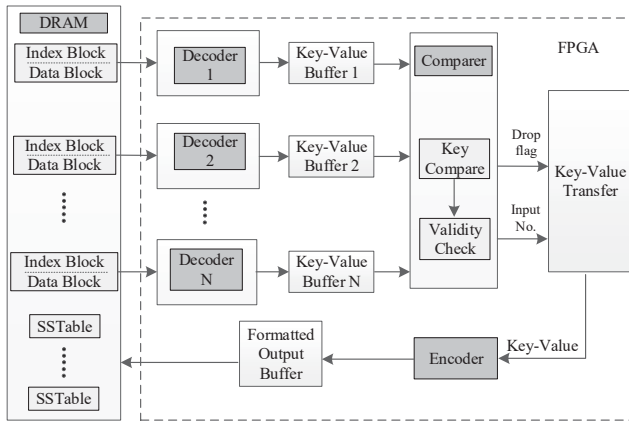 DRAM
Index Block
Data Block
Decoder
1
Key-Value
Buffer 1
Comparer
FPGA
Index Block
Data Block
Decoder
2
Key-Value
Buffer 2
Key
Compare
Drop
flag
Key-Value
Transfer
Validity
Check
Input
No.
Index Block
Data Block
Decoder
N
Key-Value
Buffer N
SSTable
SSTable
Formatted
Output
Buffer
Encoder
Key-Value